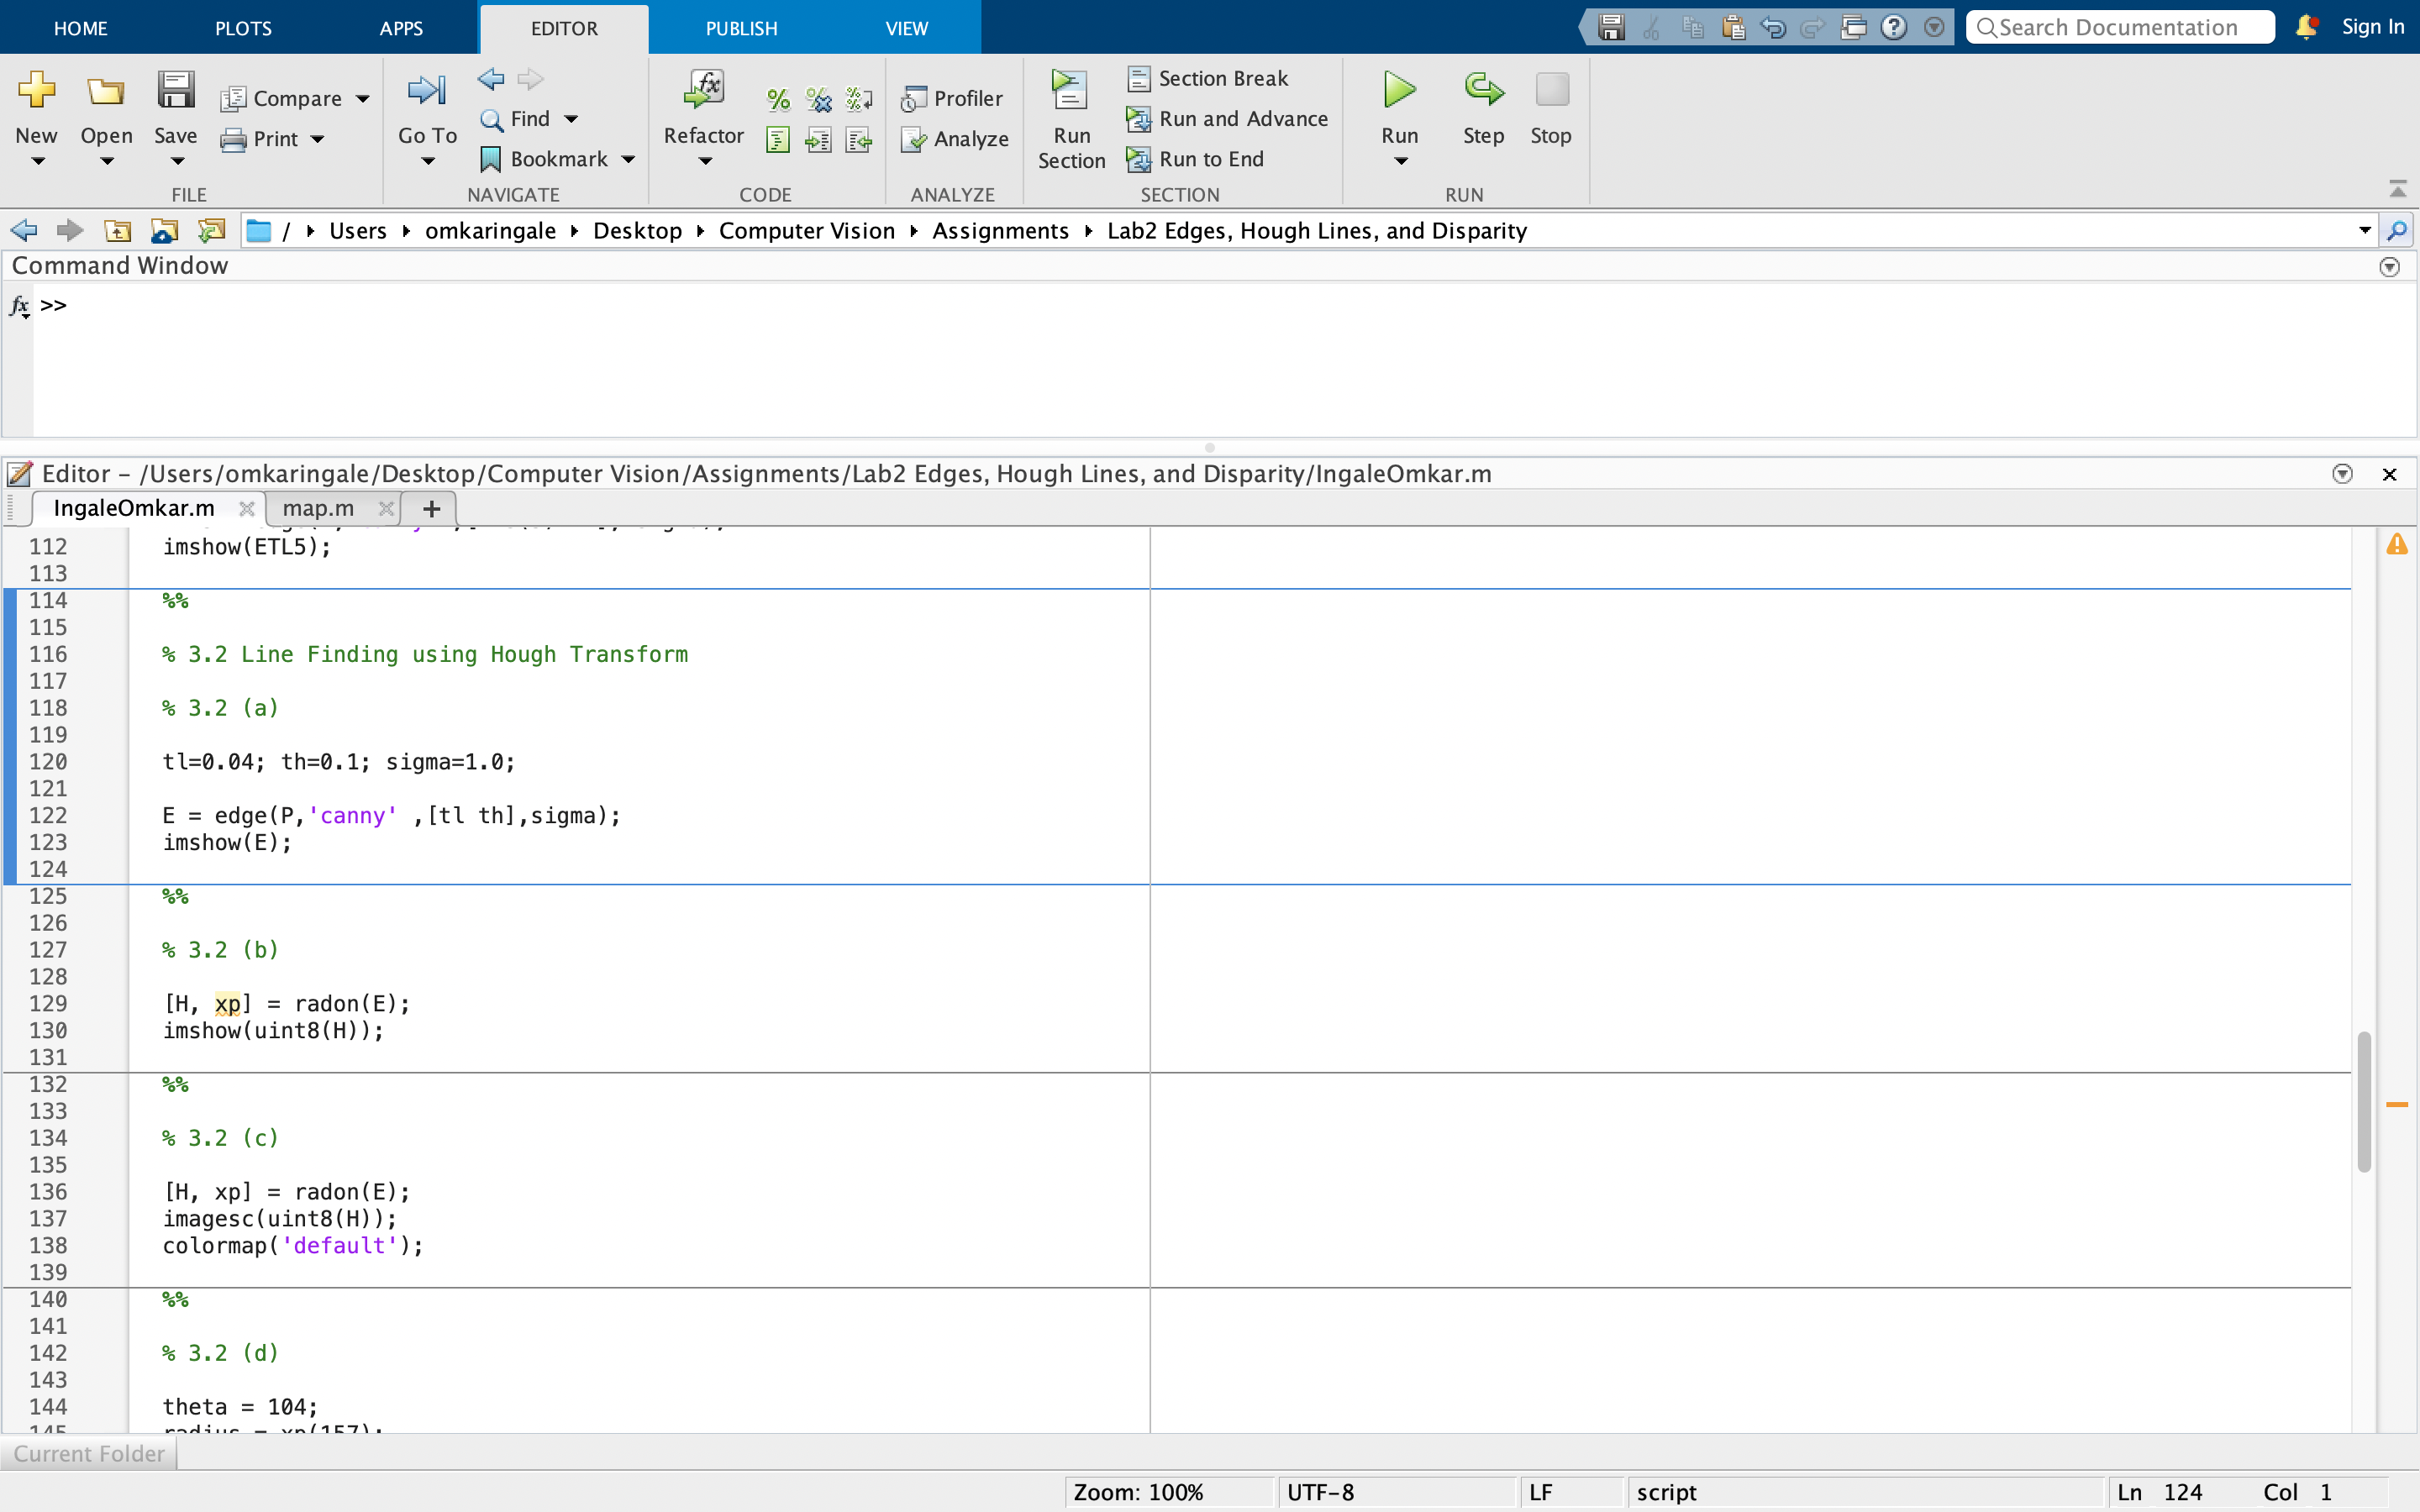 HOME PLOTS APPS EDITOR PUBLISH VIEW Search Documentation Sign In
New Open Save Compare Print
FILE
Go To Find Bookmark
NAVIGATE
Refactor
CODE
Profiler Analyze
ANALYZE
Run Section Section Break Run and Advance Run to End
SECTION
Run Step Stop
RUN
/ Users omkaringale Desktop Computer Vision Assignments Lab2 Edges, Hough Lines, and Disparity
Command Window
fx >>
Editor – /Users/omkaringale/Desktop/Computer Vision/Assignments/Lab2 Edges, Hough Lines, and Disparity/IngaleOmkar.m
IngaleOmkar.m map.m +
112 imshow(ETL5);
113
114 %%
115
116 % 3.2 Line Finding using Hough Transform
117
118 % 3.2 (a)
119
120 tl=0.04; th=0.1; sigma=1.0;
121
122 E = edge(P,'canny' ,[tl th],sigma);
123 imshow(E);
124
125 %%
126
127 % 3.2 (b)
128
129 [H, xp] = radon(E);
130 imshow(uint8(H));
131
132 %%
133
134 % 3.2 (c)
135
136 [H, xp] = radon(E);
137 imagesc(uint8(H));
138 colormap('default');
139
140 %%
141
142 % 3.2 (d)
143
144 theta = 104;
145 radius = xp(157);
Current Folder
Zoom: 100% UTF-8 LF script Ln 124 Col 1